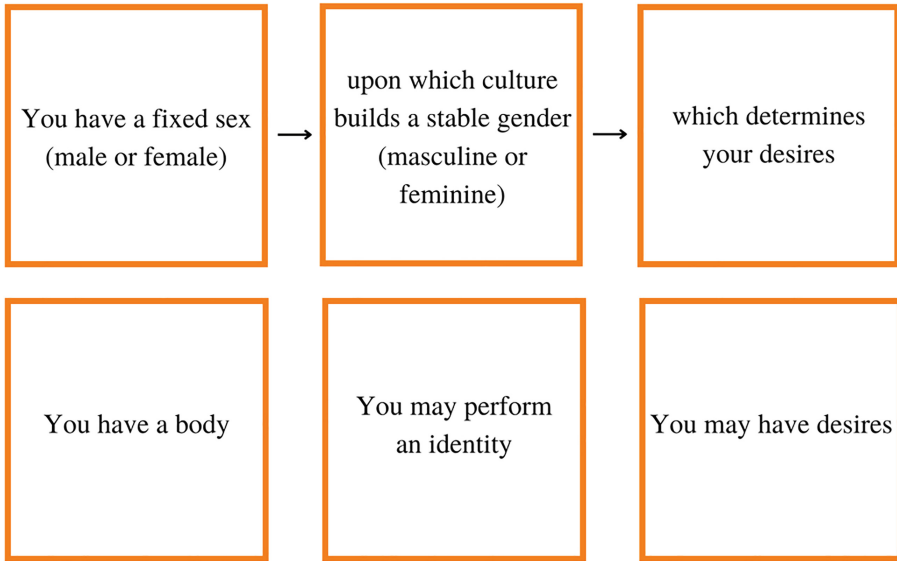 You have a fixed sex
(male or female)
upon which culture
builds a stable gender
(masculine or
feminine)
which determines
your desires
You have a body
You may perform
an identity
You may have desires